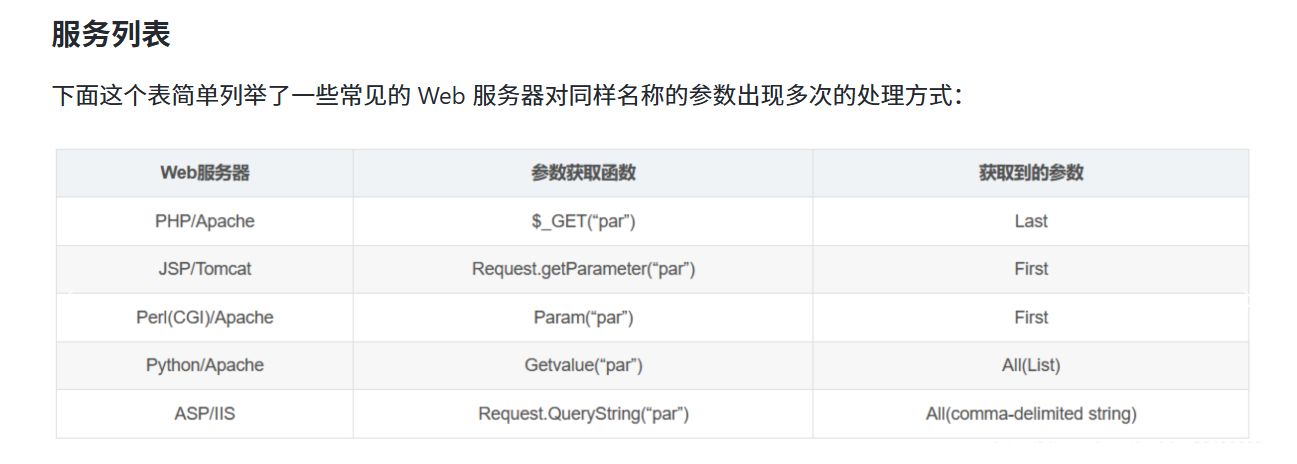 服务列表
下面这个表简单列举了一些常见的 Web 服务器对同样名称的参数出现多次的处理方式：
Web服务器 参数获取函数 获取到的参数
PHP/Apache $_GET(“par”) Last
JSP/Tomcat Request.getParameter(“par”) First
Perl(CGI)/Apache Param(“par”) First
Python/Apache Getvalue(“par”) All(List)
ASP/IIS Request.QueryString(“par”) All(comma-delimited string)